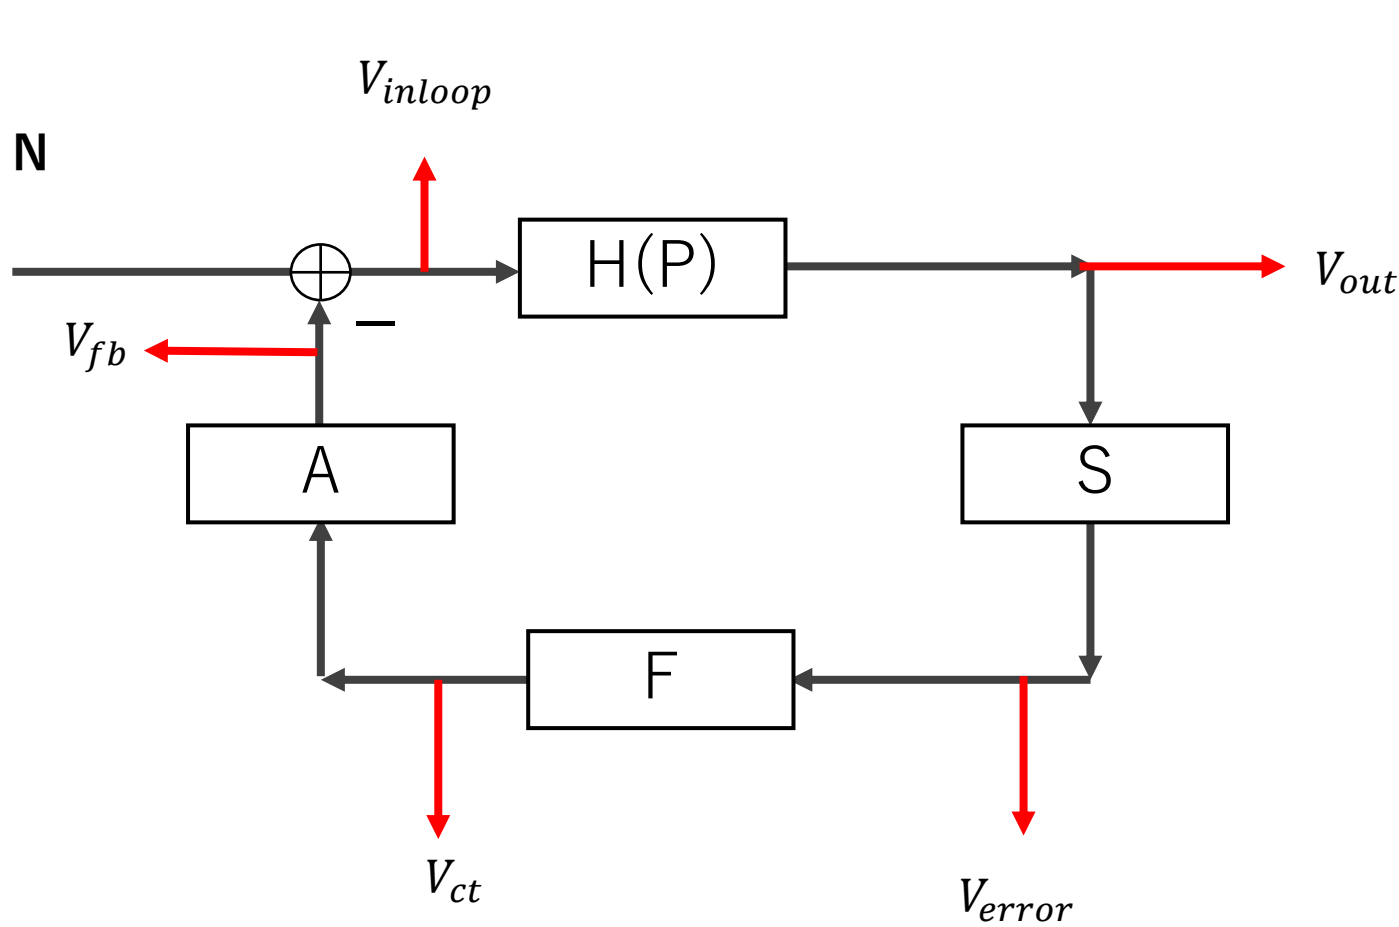 V_inloop
N
H(P)
V_out
−
V_fb
A
S
F
V_ct
V_error